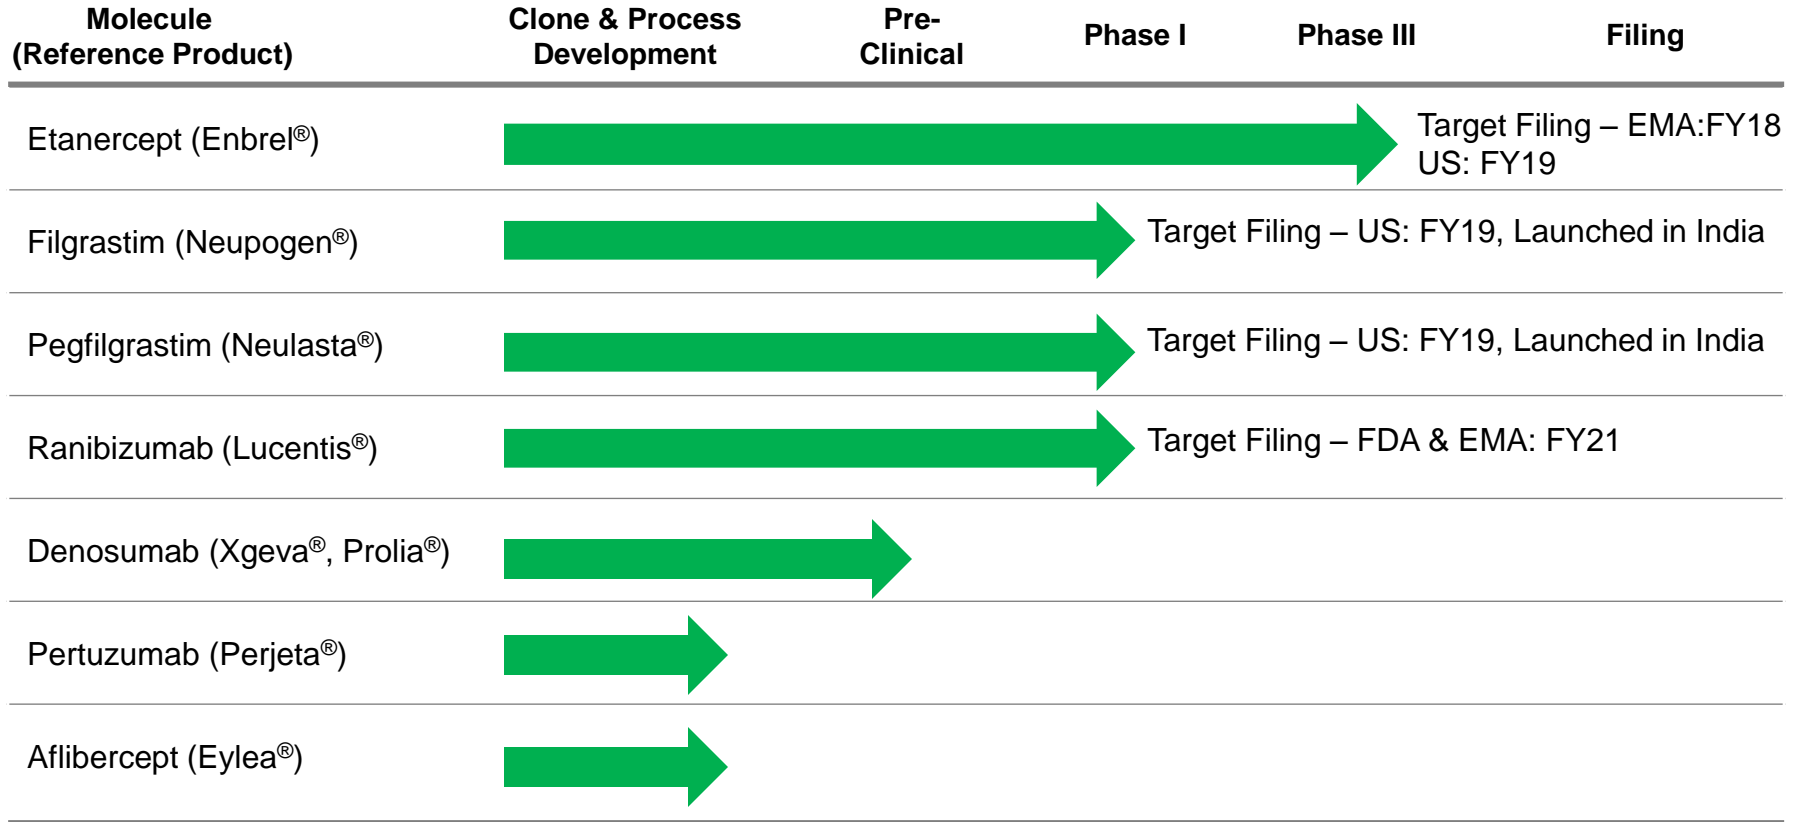 Molecule
(Reference Product)
Clone & Process
Development
Pre-
Clinical
Phase I
Phase III
Filing
Etanercept (Enbrel®)
Target Filing – EMA:FY18
US: FY19
Filgrastim (Neupogen®)
Target Filing – US: FY19, Launched in India
Pegfilgrastim (Neulasta®)
Target Filing – US: FY19, Launched in India
Ranibizumab (Lucentis®)
Target Filing – FDA & EMA: FY21
Denosumab (Xgeva®, Prolia®)
Pertuzumab (Perjeta®)
Aflibercept (Eylea®)